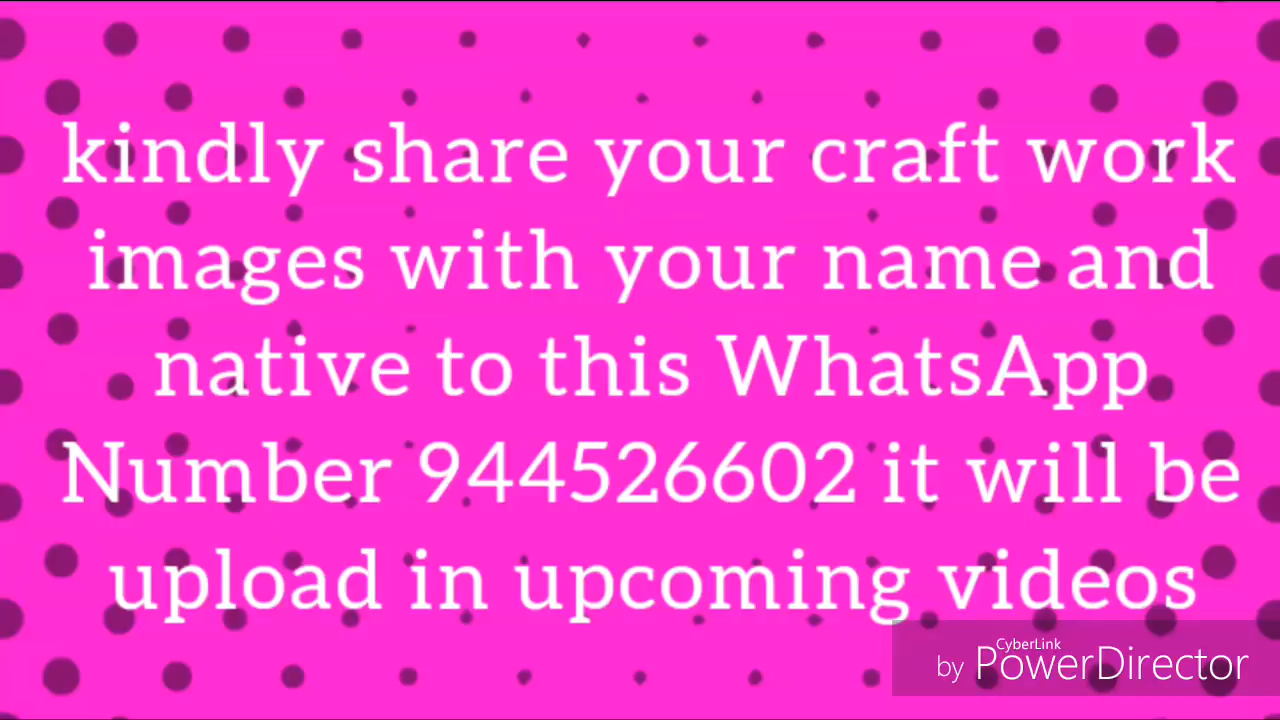 kindly share your craft work
images with your name and
native to this WhatsApp
Number 944526602 it will be
upload in upcoming videos
CyberLink
by PowerDirector